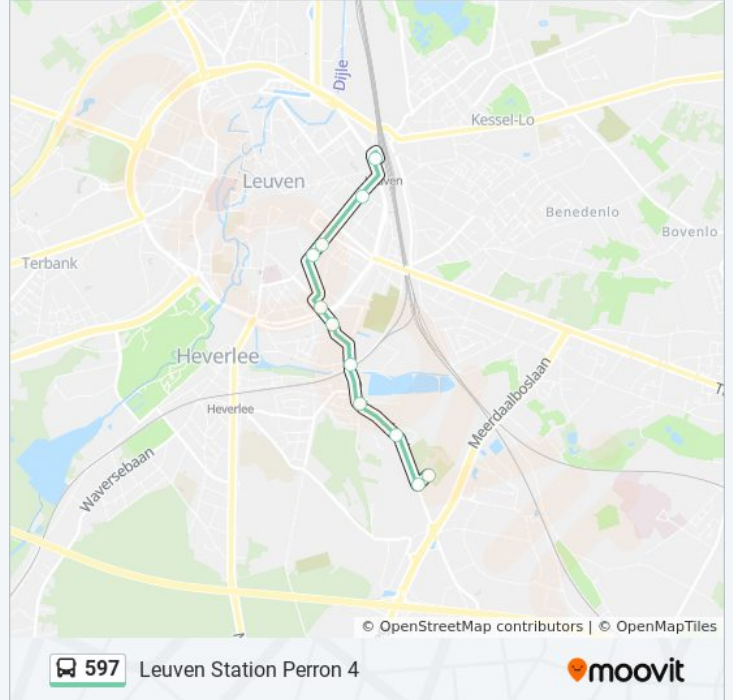 Dijle
Kessel-Lo
Leuven
Benedenlo
Bovenlo
Terbank
Heverlee
Meerdaalboslaan
Heverlee
Waversebaan
© OpenStreetMap contributors | © OpenMapTiles
597 Leuven Station Perron 4 moovit